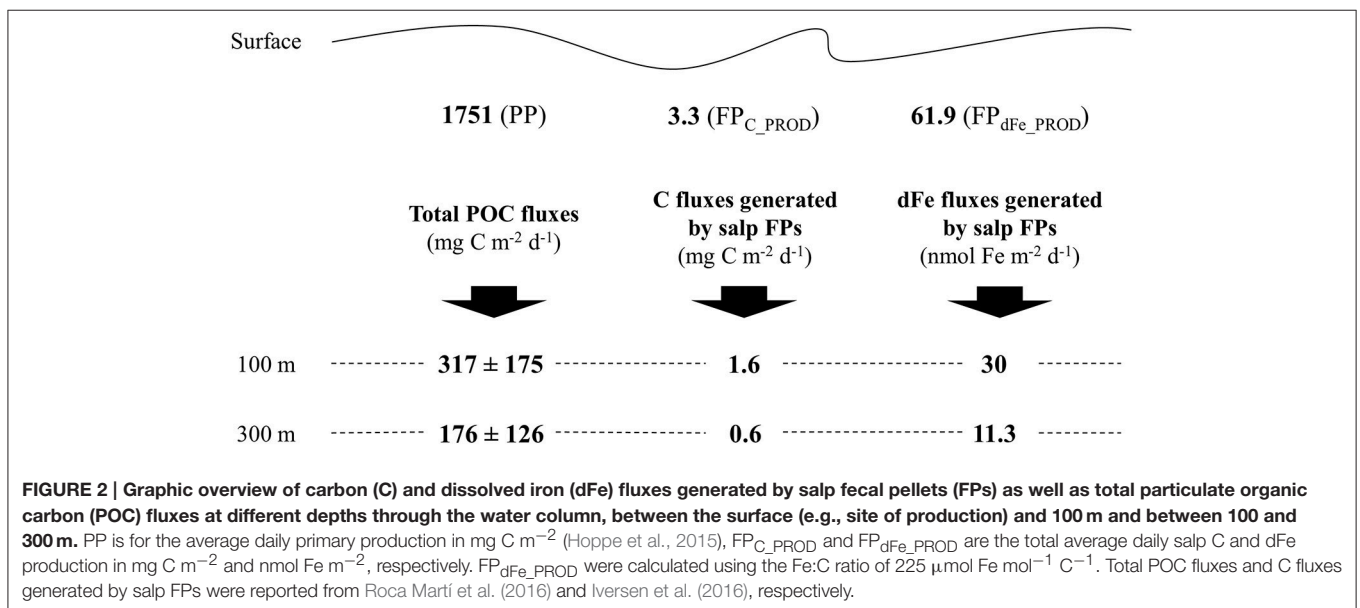 Surface
1751 (PP) 3.3 (FP_C_PROD) 61.9 (FP_dFe_PROD)
Total POC fluxes C fluxes generated dFe fluxes generated
(mg C m⁻² d⁻¹) by salp FPs by salp FPs
(mg C m⁻² d⁻¹) (nmol Fe m⁻² d⁻¹)
100 m 317 ± 175 1.6 30
300 m 176 ± 126 0.6 11.3
FIGURE 2 | Graphic overview of carbon (C) and dissolved iron (dFe) fluxes generated by salp fecal pellets (FPs) as well as total particulate organic
carbon (POC) fluxes at different depths through the water column, between the surface (e.g., site of production) and 100 m and between 100 and
300 m. PP is for the average daily primary production in mg C m⁻² (Hoppe et al., 2015), FP_C_PROD and FP_dFe_PROD are the total average daily salp C and dFe
production in mg C m⁻² and nmol Fe m⁻², respectively. FP_dFe_PROD were calculated using the Fe:C ratio of 225 μmol Fe mol⁻¹ C⁻¹. Total POC fluxes and C fluxes
generated by salp FPs were reported from Roca Martí et al. (2016) and Iversen et al. (2016), respectively.